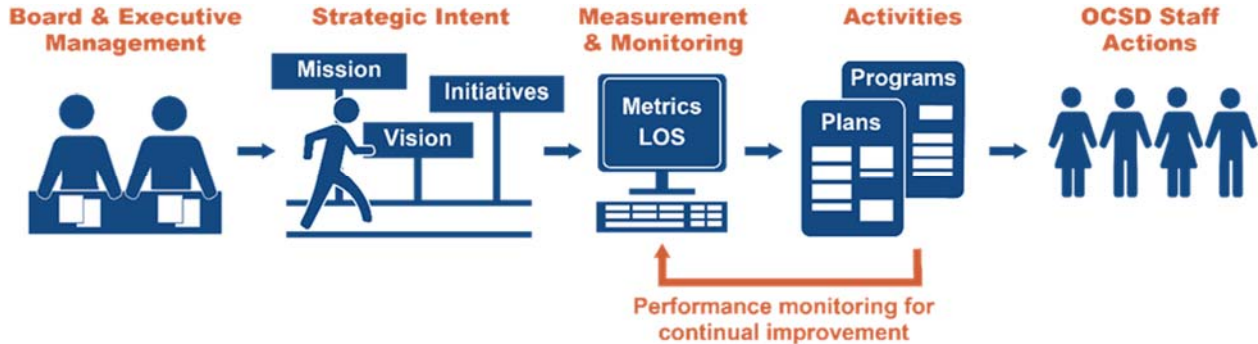 Board & Executive
Management
Strategic Intent
Measurement
& Monitoring
Activities
OCSD Staff
Actions
Mission
Initiatives
Vision
Metrics
LOS
Programs
Plans
Performance monitoring for
continual improvement